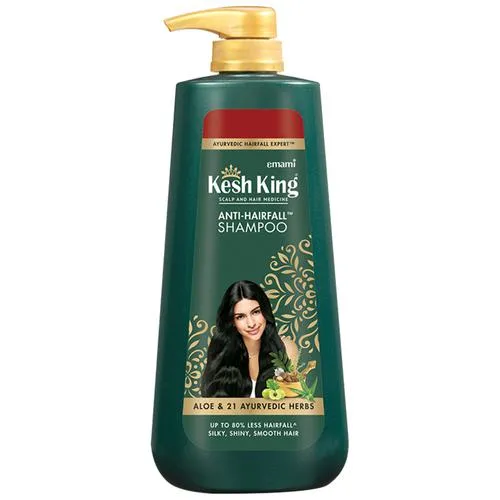 AYURVEDIC HAIRFALL EXPERT™
emami
Kesh King
SCALP AND HAIR MEDICINE
ANTI-HAIRFALL™
SHAMPOO
ALOE & 21 AYURVEDIC HERBS
UP TO 80% LESS HAIRFALL^
SILKY, SHINY, SMOOTH HAIR